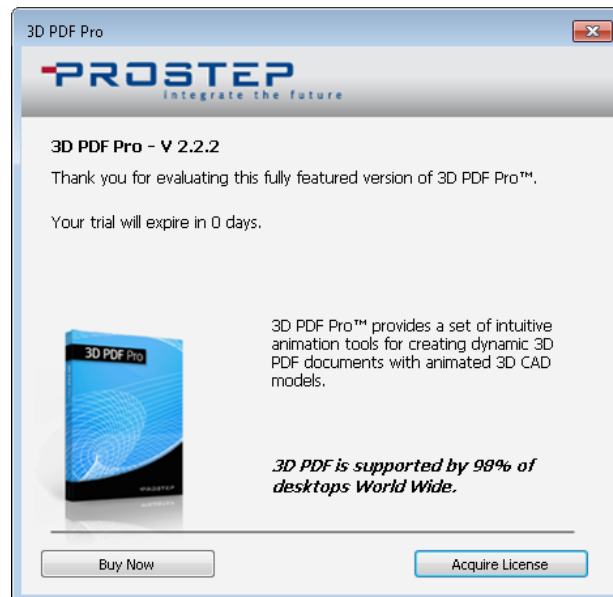 3D PDF Pro
PROSTEP
integrate the future
3D PDF Pro - V 2.2.2
Thank you for evaluating this fully featured version of 3D PDF Pro™.
Your trial will expire in 0 days.
3D PDF Pro
PROSTEP
3D PDF Pro™ provides a set of intuitive
animation tools for creating dynamic 3D
PDF documents with animated 3D CAD
models.
3D PDF is supported by 98% of
desktops World Wide.
Buy Now
Acquire License